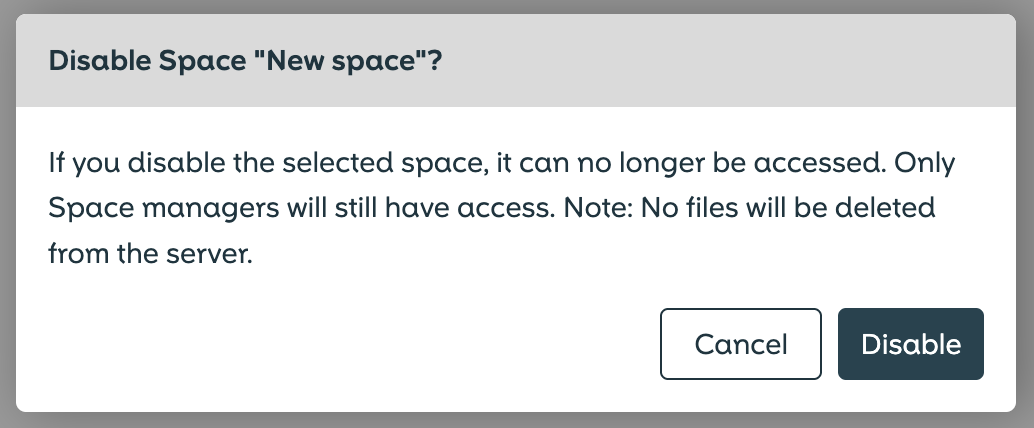 Disable Space "New space"?
If you disable the selected space, it can no longer be accessed. Only
Space managers will still have access. Note: No files will be deleted
from the server.
Cancel
Disable